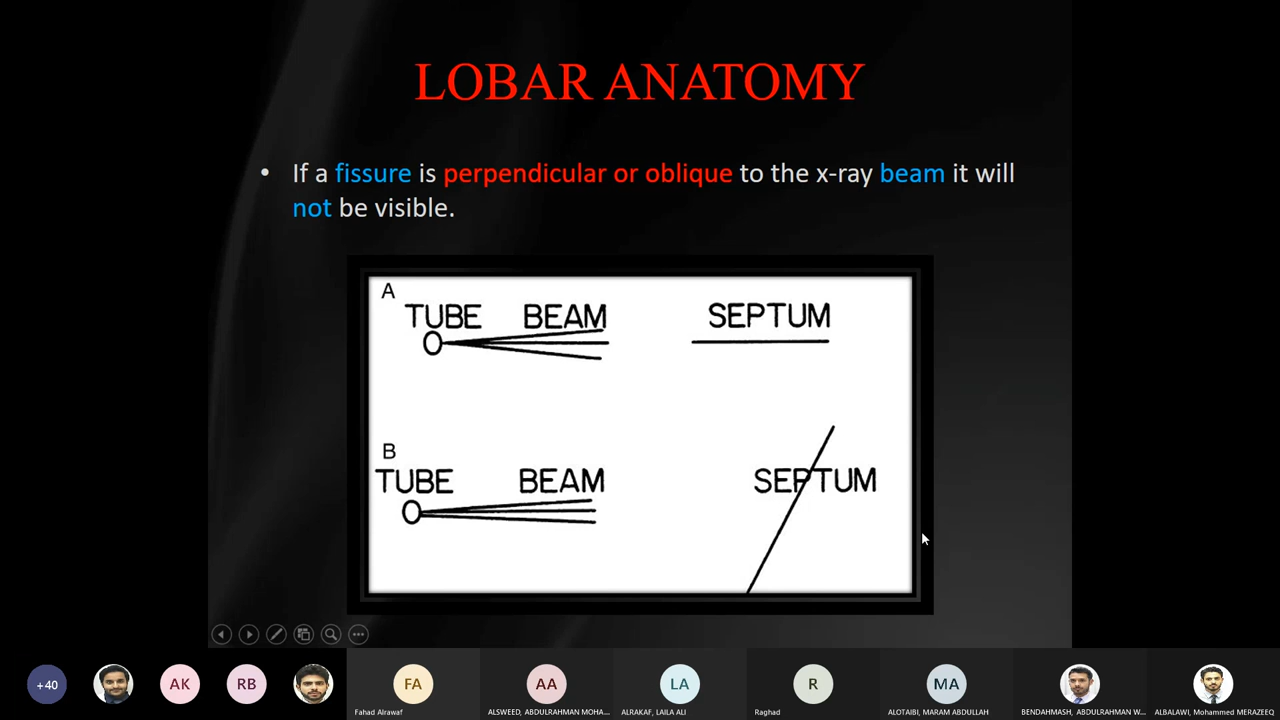 LOBAR ANATOMY
• If a fissure is perpendicular or oblique to the x-ray beam it will
not be visible.
A
TUBE BEAM SEPTUM
B
TUBE BEAM SEPTUM
+40 AK RB FA AA LA R MA
Fahad Alrawaf ALSWEED, ABDULRAHMAN MOHA... ALRAKAF, LAILA ALI Raghad ALOTAIBI, MARAM ABDULLAH BENDAHMASH, ABDULRAHMAN W... ALBALAWI, Mohammed MERAZEEQ